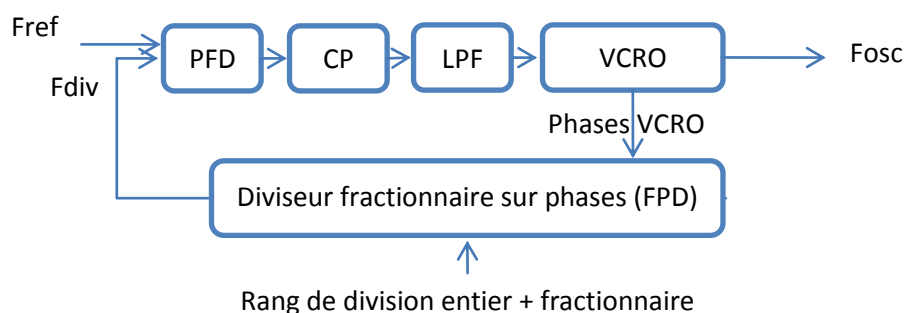 Fref
PFD
CP
LPF
VCRO
Fosc
Fdiv
Phases VCRO
Diviseur fractionnaire sur phases (FPD)
Rang de division entier + fractionnaire